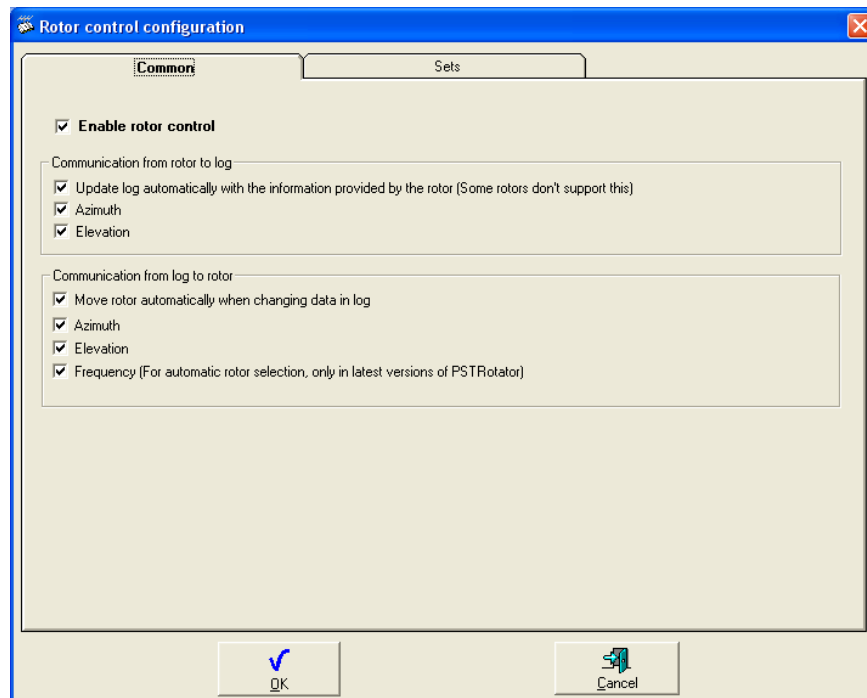 Rotor control configuration
Common Sets
Enable rotor control
Communication from rotor to log
Update log automatically with the information provided by the rotor (Some rotors don't support this)
Azimuth
Elevation
Communication from log to rotor
Move rotor automatically when changing data in log
Azimuth
Elevation
Frequency (For automatic rotor selection, only in latest versions of PSTRotator)
OK Cancel